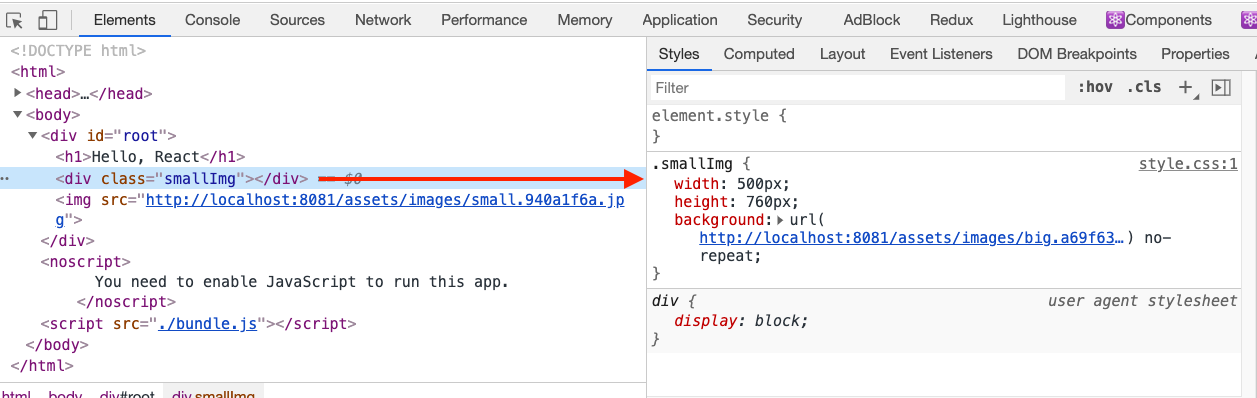 Elements Console Sources Network Performance Memory Application Security AdBlock Redux Lighthouse Components
<!DOCTYPE html>
<html>
<head>…</head>
<body>
<div id="root">
<h1>Hello, React</h1>
<div class="smallImg"></div> == $0
<img src="http://localhost:8081/assets/images/small.940a1f6a.jp
g">
</div>
<noscript>
You need to enable JavaScript to run this app.
</noscript>
<script src="./bundle.js"></script>
</body>
</html>
html body div#root div.smallImg
Styles Computed Layout Event Listeners DOM Breakpoints Properties
Filter :hov .cls +
element.style {
}
.smallImg { style.css:1
width: 500px;
height: 760px;
background: url(
http://localhost:8081/assets/images/big.a69f63…) no-
repeat;
}
div { user agent stylesheet
display: block;
}